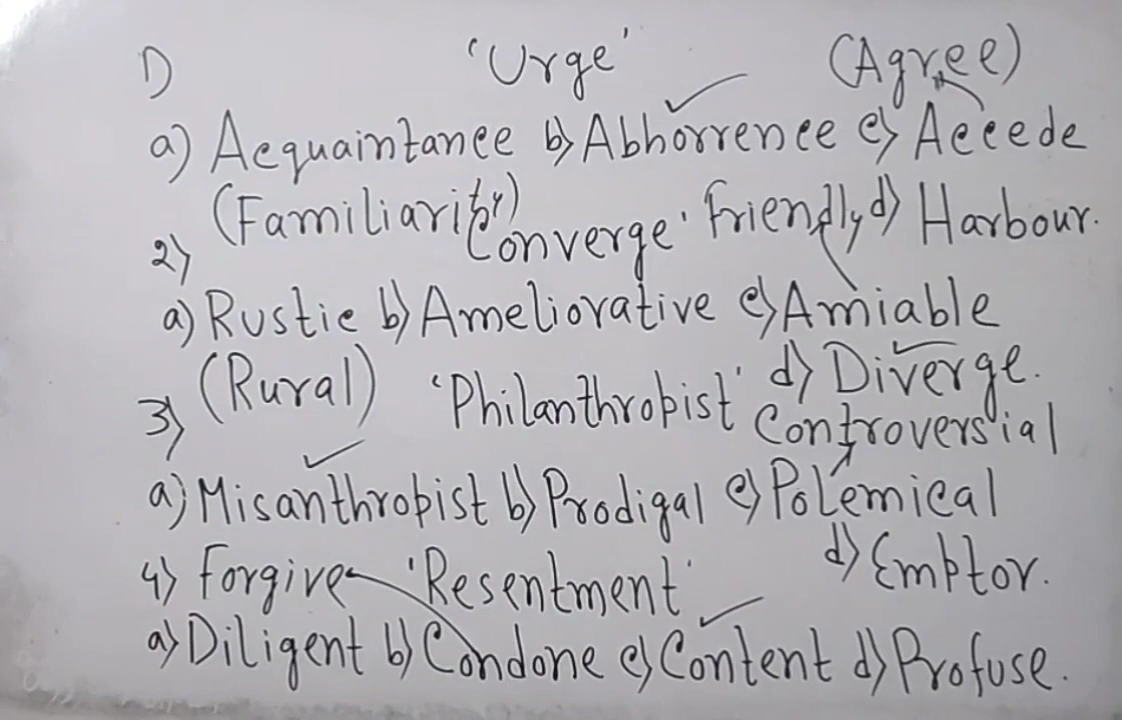 1) 'Urge' (Agree)
a) Acquaintance b) Abhorrence c) Accede
(Familiarity) d) Harbour.
2) 'Converge' Friendly
a) Rustic b) Ameliorative c) Amiable
(Rural) d) Diverge.
3) 'Philanthropist' Controversial
a) Misanthropist b) Prodigal c) Polemical
d) Emptor.
4) Forgive 'Resentment'
a) Diligent b) Condone c) Content d) Profuse.